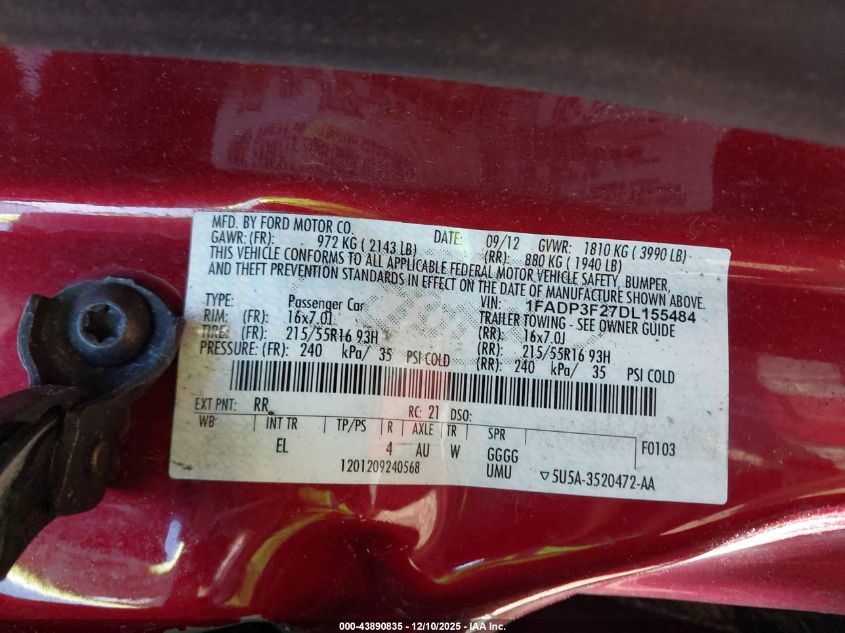 MFD. BY FORD MOTOR CO. DATE: 09/12 GVWR: 1810 KG ( 3990 LB)
GAWR: (FR): 972 KG ( 2143 LB) (RR): 880 KG ( 1940 LB)
THIS VEHICLE CONFORMS TO ALL APPLICABLE FEDERAL MOTOR VEHICLE SAFETY, BUMPER,
AND THEFT PREVENTION STANDARDS IN EFFECT ON THE DATE OF MANUFACTURE SHOWN ABOVE.
TYPE: Passenger Car VIN: 1FADP3F27DL155484
RIM: (FR): 16x7.0J TRAILER TOWING - SEE OWNER GUIDE
(RR): 16x7.0J
TIRE: (FR): 215/55R16 93H (RR): 215/55R16 93H
PRESSURE: (FR): 240 kPa/ 35 PSI COLD (RR): 240 kPa/ 35 PSI COLD
EXT PNT: RR RC: 21 DSO:
WB INT TR TP/PS R AXLE TR SPR F0103
EL 4 AU W GGGG
1201209240568 UMU ▽5U5A-3520472-AA
000-43890835 - 12/10/2025 - IAA Inc.